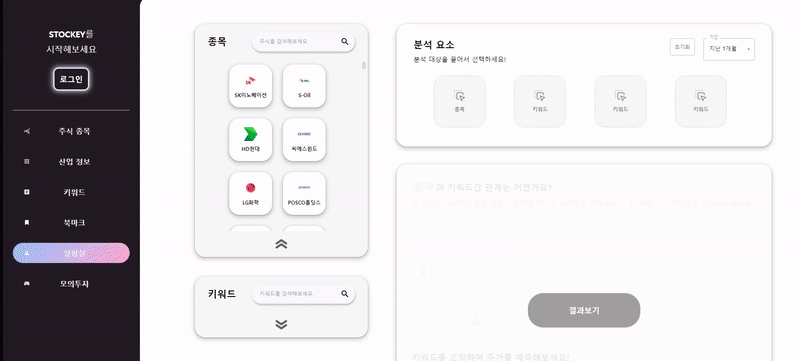 STOCKEY를
시작해보세요
로그인
주식 종목
산업 정보
키워드
북마크
실험실
모의투자
종목
주식를 검색해보세요.
SK이노베이션
S-Oil
HD현대
씨에스윈드
LG화학
POSCO홀딩스
키워드
키워드를 검색해보세요.
분석 요소
분석 대상을 끌어서 선택하세요!
초기화
기간
지난 1개월
종목
키워드
키워드
키워드
과 키워드간 관계는 어떤가요?
결과보기
키워드를 조정하여 주가를 예측해보세요!